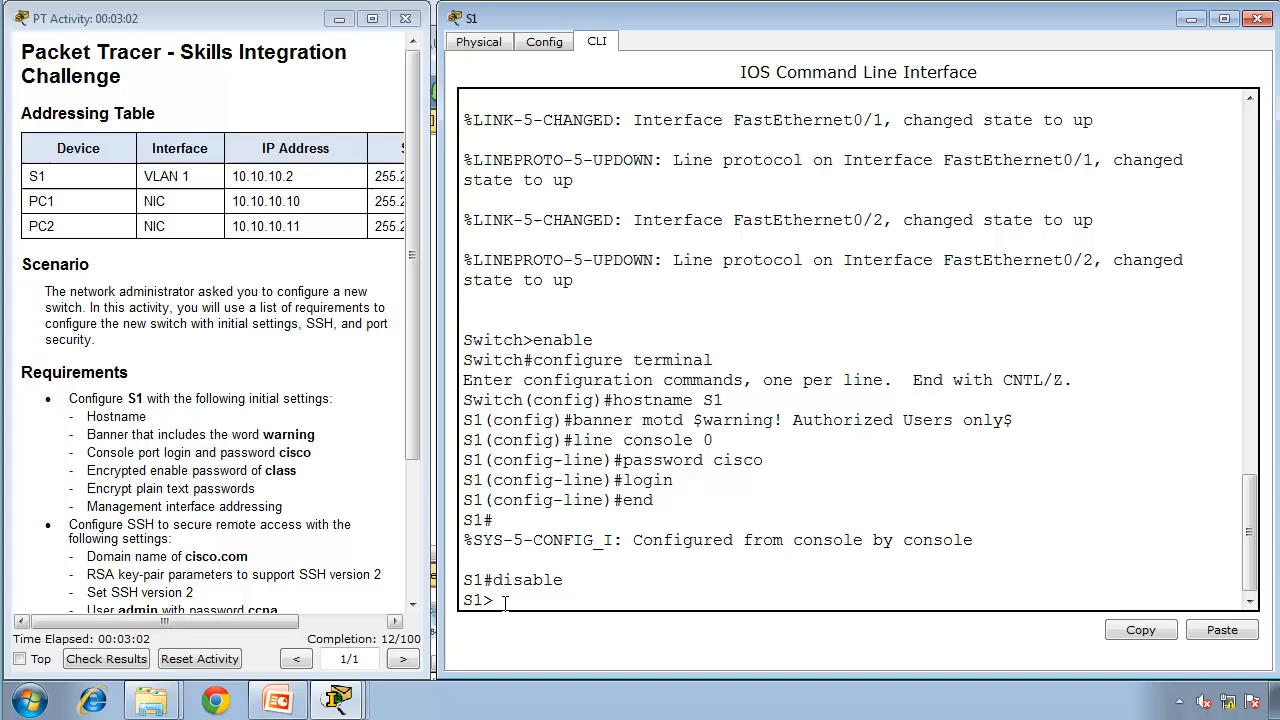 PT Activity: 00:03:02
Packet Tracer - Skills Integration
Challenge
Addressing Table
Device Interface IP Address S
S1 VLAN 1 10.10.10.2 255.2
PC1 NIC 10.10.10.10 255.2
PC2 NIC 10.10.10.11 255.2
Scenario
The network administrator asked you to configure a new
switch. In this activity, you will use a list of requirements to
configure the new switch with initial settings, SSH, and port
security.
Requirements
• Configure S1 with the following initial settings:
- Hostname
- Banner that includes the word warning
- Console port login and password cisco
- Encrypted enable password of class
- Encrypt plain text passwords
- Management interface addressing
• Configure SSH to secure remote access with the
following settings:
- Domain name of cisco.com
- RSA key-pair parameters to support SSH version 2
- Set SSH version 2
- User admin with password ccna
Time Elapsed: 00:03:02 Completion: 12/100
Top Check Results Reset Activity < 1/1 >
S1
Physical Config CLI
IOS Command Line Interface
%LINK-5-CHANGED: Interface FastEthernet0/1, changed state to up
%LINEPROTO-5-UPDOWN: Line protocol on Interface FastEthernet0/1, changed
state to up
%LINK-5-CHANGED: Interface FastEthernet0/2, changed state to up
%LINEPROTO-5-UPDOWN: Line protocol on Interface FastEthernet0/2, changed
state to up
Switch>enable
Switch#configure terminal
Enter configuration commands, one per line.  End with CNTL/Z.
Switch(config)#hostname S1
S1(config)#banner motd $warning! Authorized Users only$
S1(config)#line console 0
S1(config-line)#password cisco
S1(config-line)#login
S1(config-line)#end
S1#
%SYS-5-CONFIG_I: Configured from console by console
S1#disable
S1>
Copy Paste